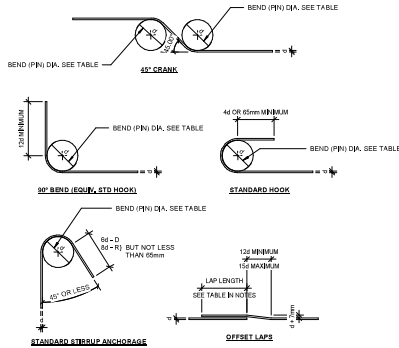 BEND (PIN) DIA. SEE TABLE
BEND (PIN) DIA. SEE TABLE
45.00°
d
45° CRANK
12d MINIMUM
BEND (PIN) DIA. SEE TABLE
d
90° BEND (EQUIV. STD HOOK)
4d OR 65mm MINIMUM
BEND (PIN) DIA. SEE TABLE
d
STANDARD HOOK
BEND (PIN) DIA. SEE TABLE
6d – D
8d – R} BUT NOT LESS
THAN 65mm
45° OR LESS
d
STANDARD STIRRUP ANCHORAGE
12d MINIMUM
15d MAXIMUM
LAP LENGTH
SEE TABLE IN NOTES
d
d + 7mm
OFFSET LAPS